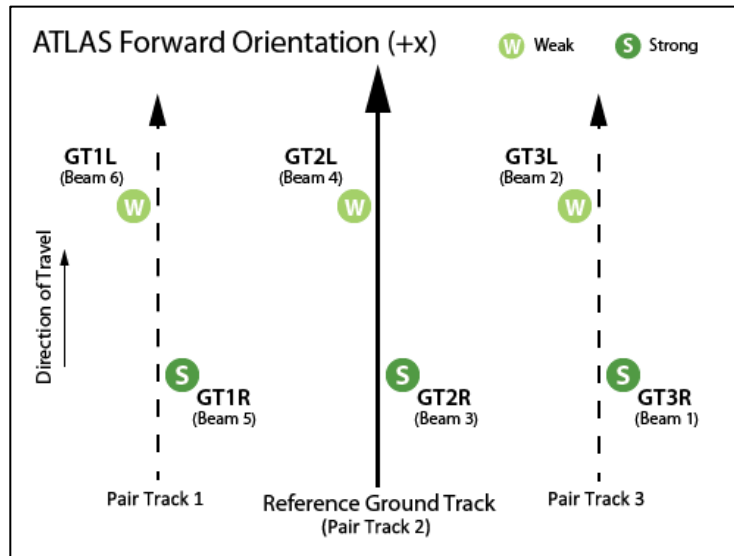 ATLAS Forward Orientation (+x)
W Weak
S Strong
GT1L
(Beam 6)
W
GT2L
(Beam 4)
W
GT3L
(Beam 2)
W
Direction of Travel
S
GT1R
(Beam 5)
S
GT2R
(Beam 3)
S
GT3R
(Beam 1)
Pair Track 1
Reference Ground Track
(Pair Track 2)
Pair Track 3